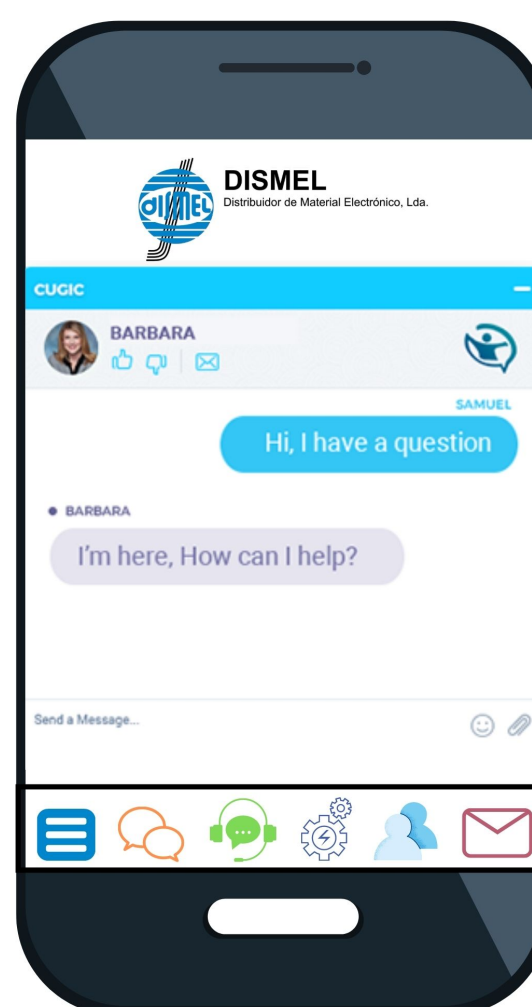 DISMEL
DISMEL
Distribuidor de Material Electrónico, Lda.
CUGIC
BARBARA
SAMUEL
Hi, I have a question
BARBARA
I'm here, How can I help?
Send a Message...